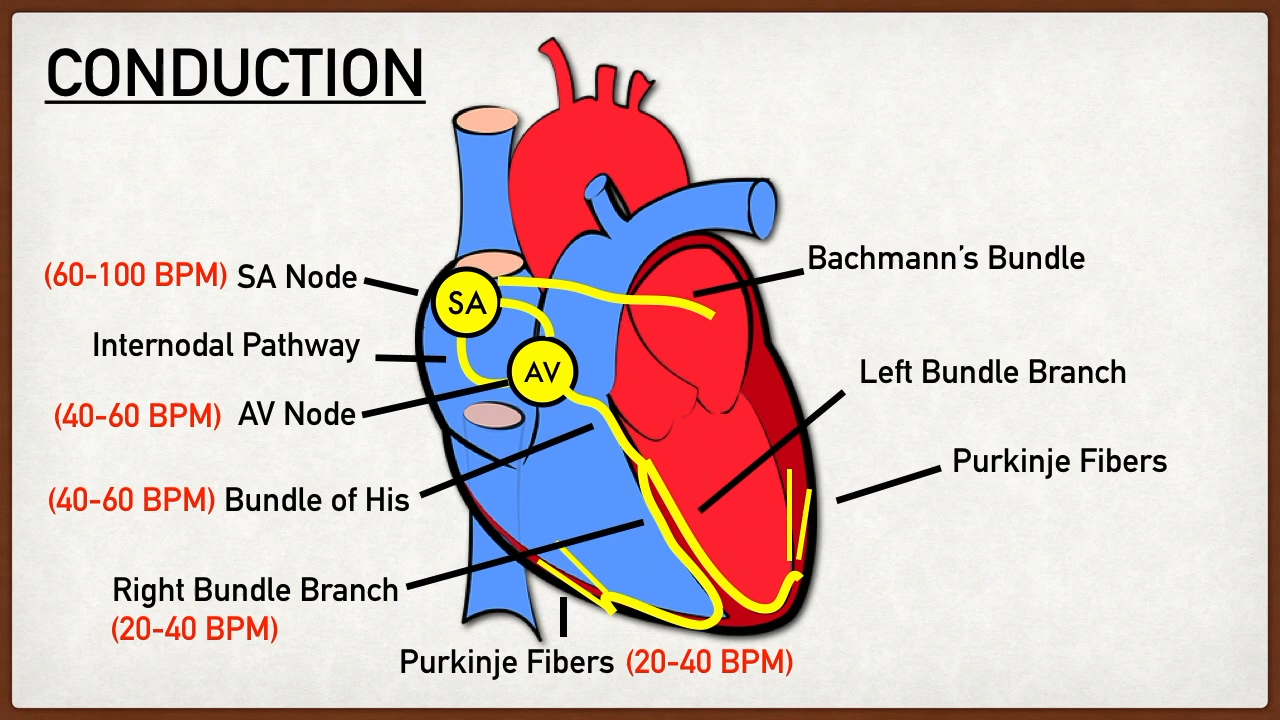 CONDUCTION
Bachmann’s Bundle
(60-100 BPM) SA Node
SA
Internodal Pathway
AV
Left Bundle Branch
(40-60 BPM) AV Node
Purkinje Fibers
(40-60 BPM) Bundle of His
Right Bundle Branch
(20-40 BPM)
Purkinje Fibers (20-40 BPM)